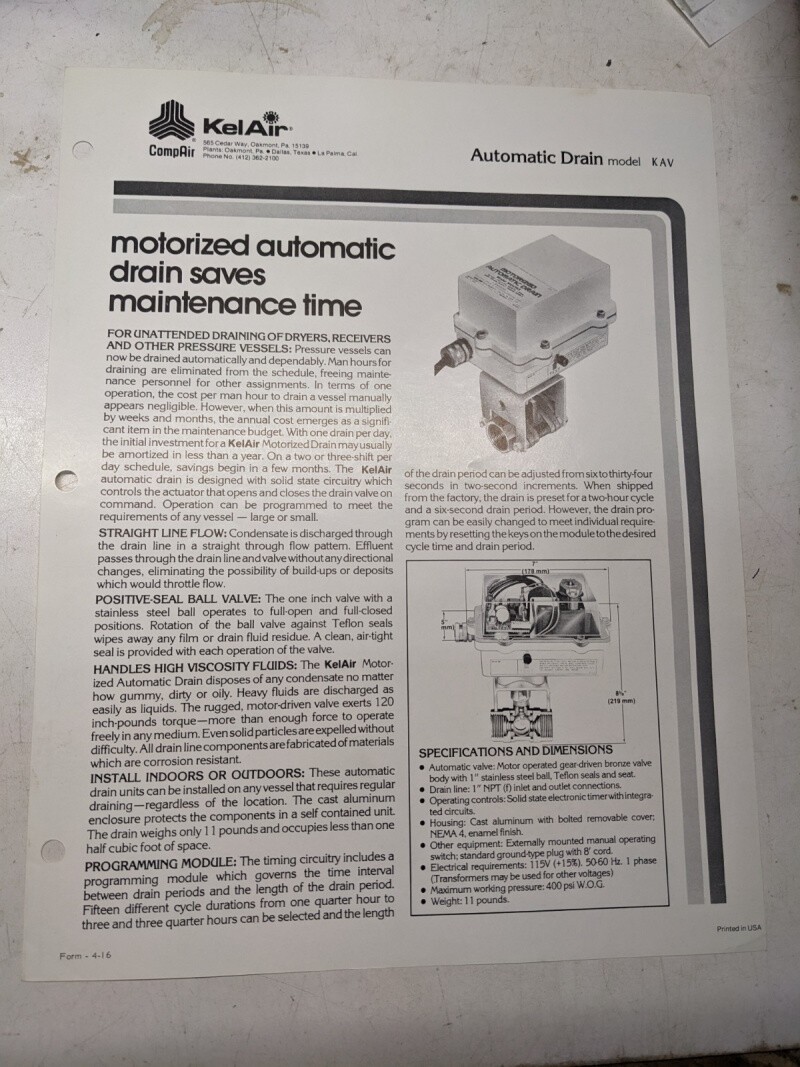 KelAir®
CompAir
565 Cedar Way, Oakmont, Pa. 15139
Plants: Oakmont, Pa. ● Dallas, Texas ● La Palma, Cal
Phone No. (412) 362-2100
Automatic Drain model KAV
motorized automatic
drain saves
maintenance time
FOR UNATTENDED DRAINING OF DRYERS, RECEIVERS
AND OTHER PRESSURE VESSELS: Pressure vessels can
now be drained automatically and dependably. Man hours for
draining are eliminated from the schedule, freeing mainte-
nance personnel for other assignments. In terms of one
operation, the cost per man hour to drain a vessel manually
appears negligible. However, when this amount is multiplied
by weeks and months, the annual cost emerges as a signifi-
cant item in the maintenance budget. With one drain per day,
the initial investment for a KelAir Motorized Drain may usually
be amortized in less than a year. On a two or three-shift per
day schedule, savings begin in a few months. The KelAir
automatic drain is designed with solid state circuitry which
controls the actuator that opens and closes the drain valve on
command. Operation can be programmed to meet the
requirements of any vessel — large or small.
STRAIGHT LINE FLOW: Condensate is discharged through
the drain line in a straight through flow pattern. Effluent
passes through the drain line and valve without any directional
changes, eliminating the possibility of build-ups or deposits
which would throttle flow.
POSITIVE-SEAL BALL VALVE: The one inch valve with a
stainless steel ball operates to full-open and full-closed
positions. Rotation of the ball valve against Teflon seals
wipes away any film or drain fluid residue. A clean, air-tight
seal is provided with each operation of the valve.
HANDLES HIGH VISCOSITY FLUIDS: The KelAir Motor-
ized Automatic Drain disposes of any condensate no matter
how gummy, dirty or oily. Heavy fluids are discharged as
easily as liquids. The rugged, motor-driven valve exerts 120
inch-pounds torque—more than enough force to operate
freely in any medium. Even solid particles are expelled without
difficulty. All drain line components are fabricated of materials
which are corrosion resistant.
INSTALL INDOORS OR OUTDOORS: These automatic
drain units can be installed on any vessel that requires regular
draining—regardless of the location. The cast aluminum
enclosure protects the components in a self contained unit.
The drain weighs only 11 pounds and occupies less than one
half cubic foot of space.
PROGRAMMING MODULE: The timing circuitry includes a
programming module which governs the time interval
between drain periods and the length of the drain period.
Fifteen different cycle durations from one quarter hour to
three and three quarter hours can be selected and the length
MOTORIZED
AUTOMATIC DRAIN
of the drain period can be adjusted from six to thirty-four
seconds in two-second increments. When shipped
from the factory, the drain is preset for a two-hour cycle
and a six-second drain period. However, the drain pro-
gram can be easily changed to meet individual require-
ments by resetting the keys on the module to the desired
cycle time and drain period.
7"
(178 mm)
5"
mm)
8⅝"
(219 mm)
SPECIFICATIONS AND DIMENSIONS
● Automatic valve: Motor operated gear-driven bronze valve
body with 1" stainless steel ball, Teflon seals and seat.
● Drain line: 1" NPT (f) inlet and outlet connections.
● Operating controls: Solid state electronic timer with integra-
ted circuits.
● Housing: Cast aluminum with bolted removable cover;
NEMA 4, enamel finish.
● Other equipment: Externally mounted manual operating
switch; standard ground-type plug with 8' cord.
● Electrical requirements: 115V (+15%). 50-60 Hz. 1 phase
(Transformers may be used for other voltages)
● Maximum working pressure: 400 psi W.O.G.
● Weight: 11 pounds.
Printed in USA
Form - 4-16